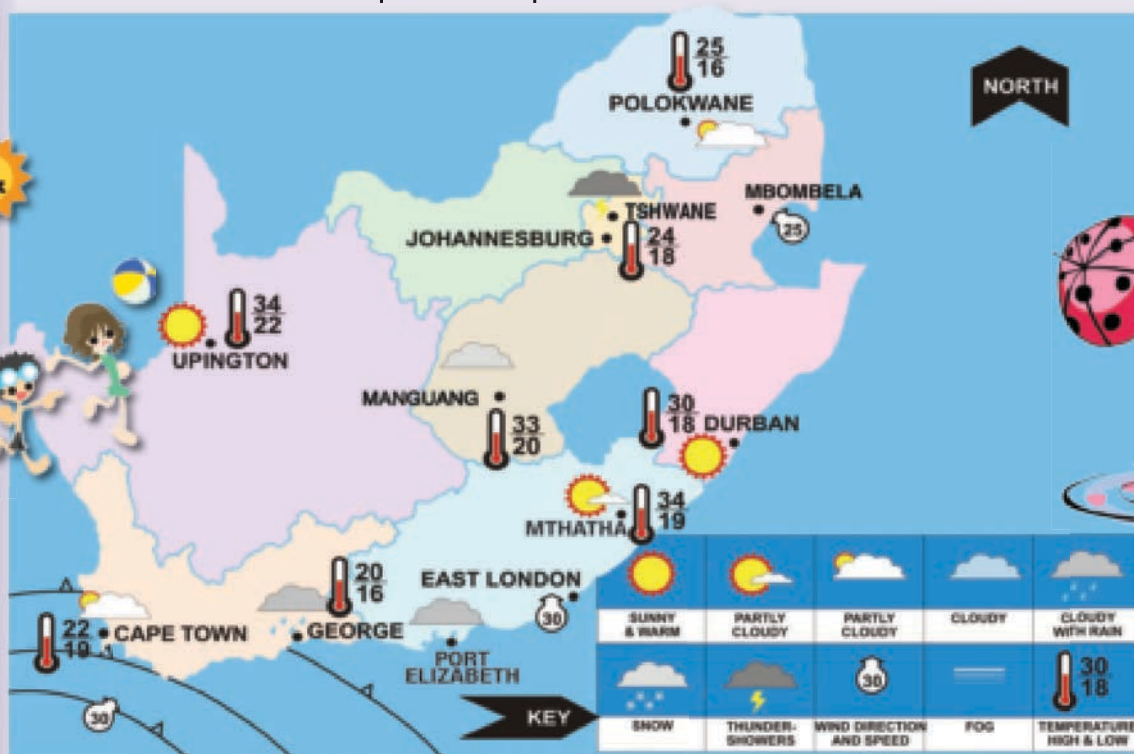 25
16
POLOKWANE
NORTH
MBOMBELA
25
TSHWANE
JOHANNESBURG
24
18
34
22
UPINGTON
MANGUANG
33
20
30
18
DURBAN
34
19
MTHATHA
20
16
EAST LONDON
30
22
19
CAPE TOWN
GEORGE
PORT
ELIZABETH
30
KEY
SUNNY
& WARM
PARTLY
CLOUDY
PARTLY
CLOUDY
CLOUDY
CLOUDY
WITH RAIN
30
30
18
SNOW
THUNDER-
SHOWERS
WIND DIRECTION
AND SPEED
FOG
TEMPERATURE
HIGH & LOW